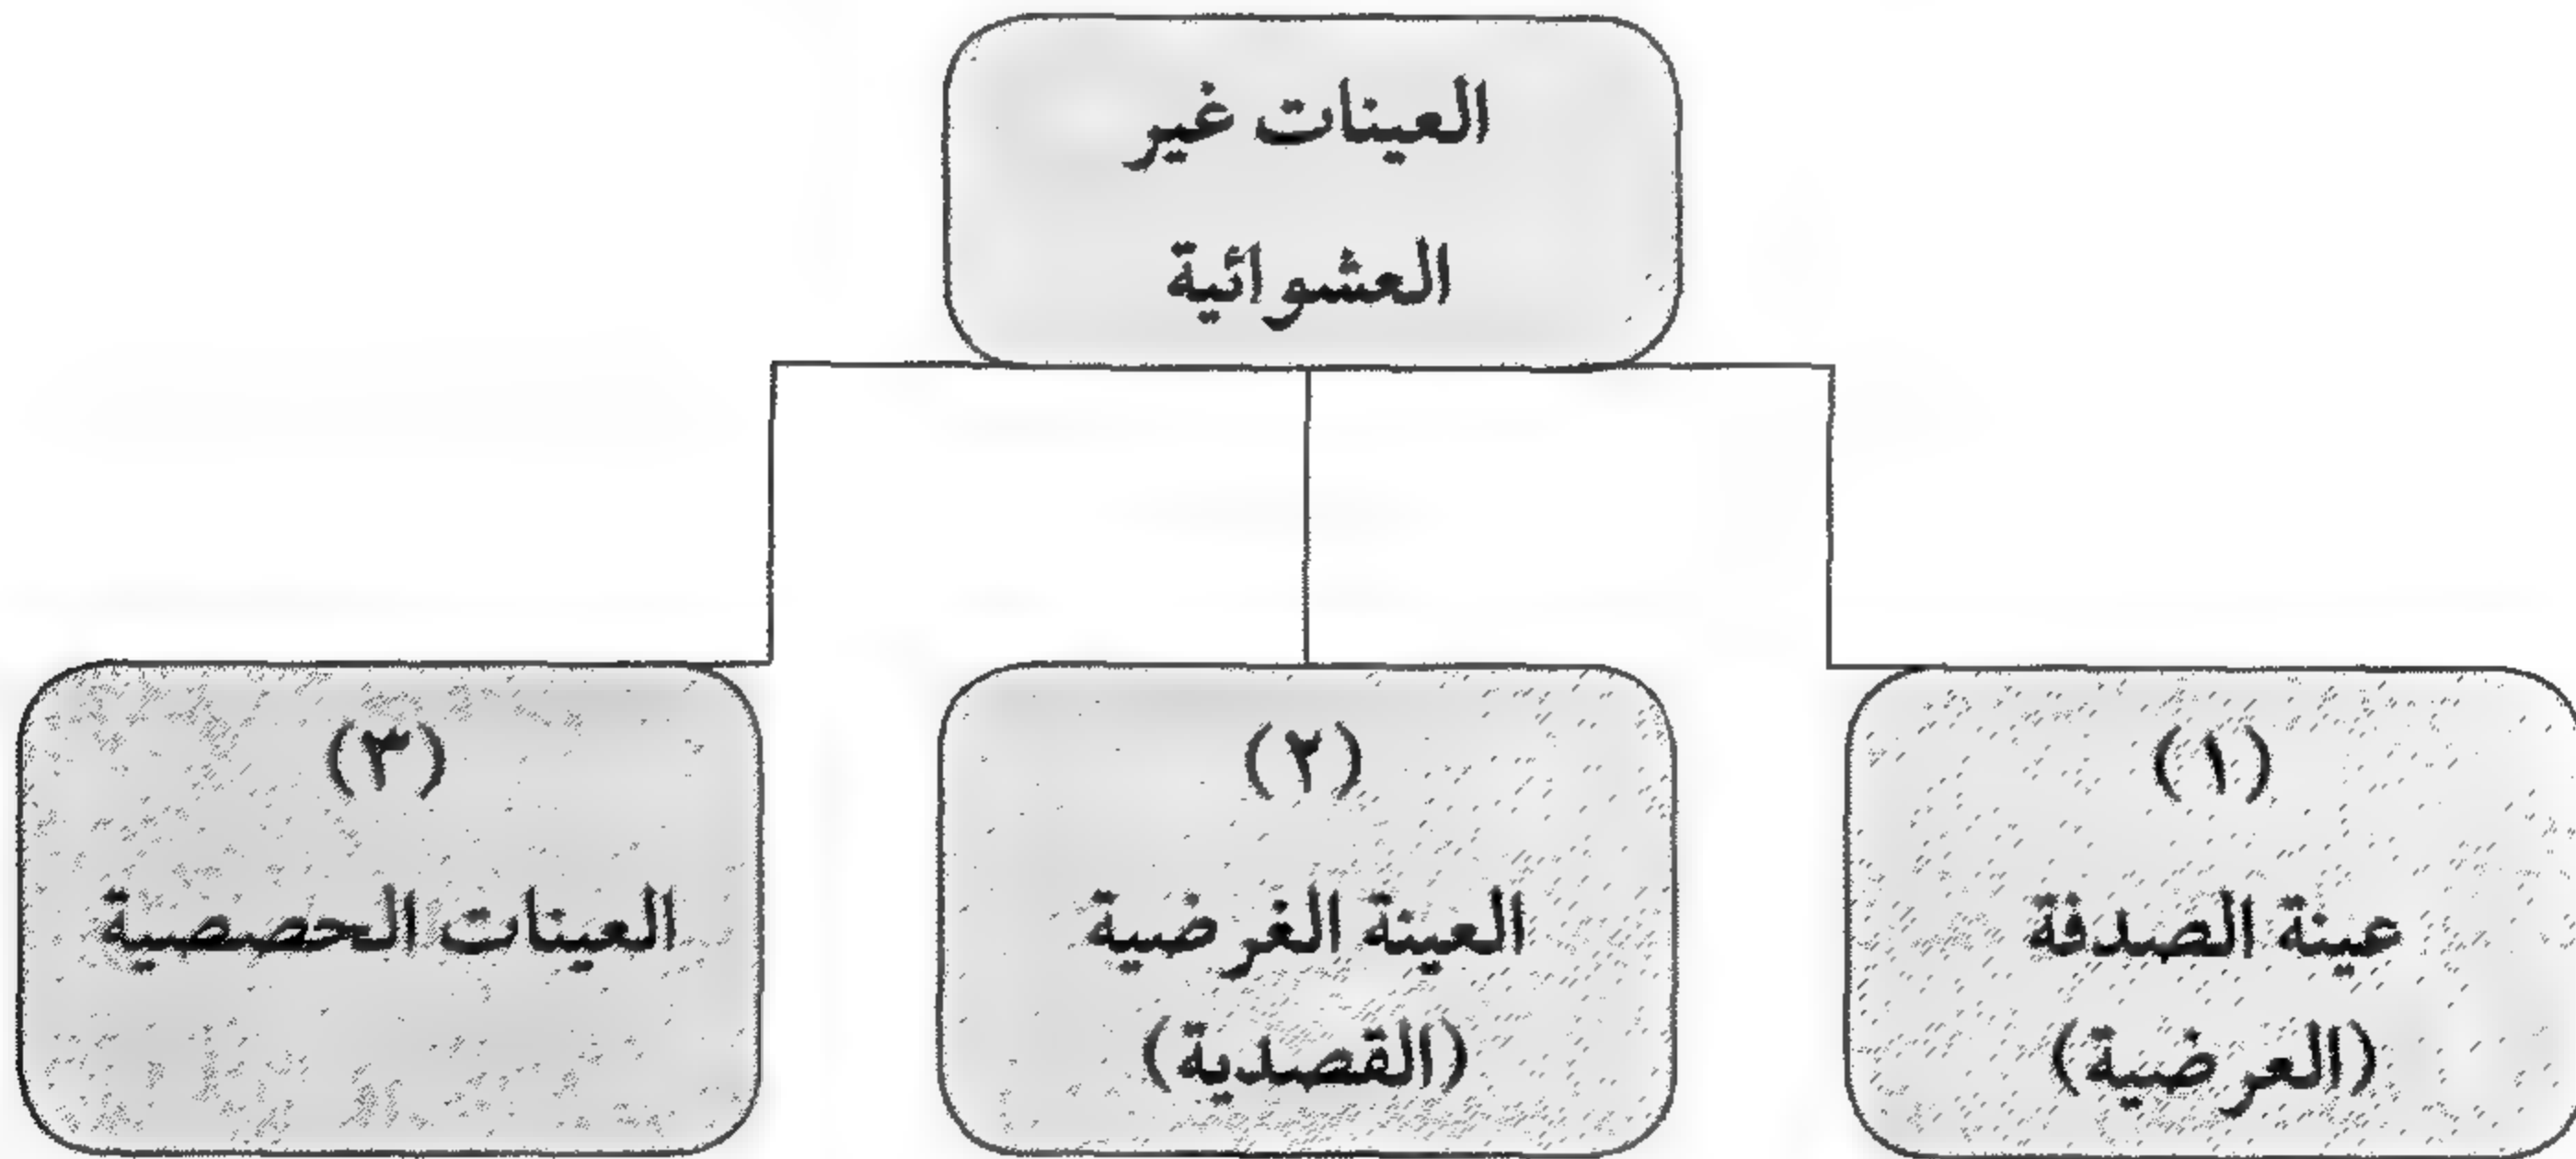 العينات غير
العشوائية
(١)
عينة الصدفة
(العرضية)
(٢)
العينة الغرضية
(القصدية)
(٣)
العينات الحصصية